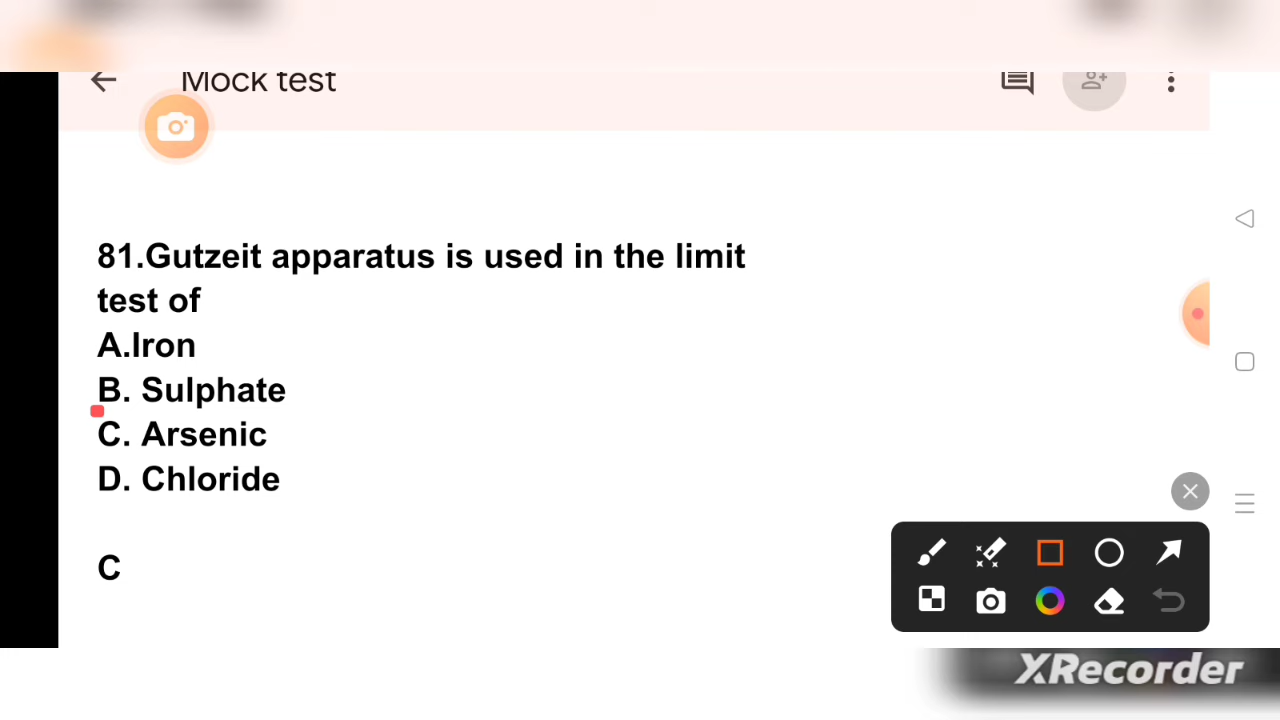 Mock test
81.Gutzeit apparatus is used in the limit
test of
A.Iron
B. Sulphate
C. Arsenic
D. Chloride
C
XRecorder